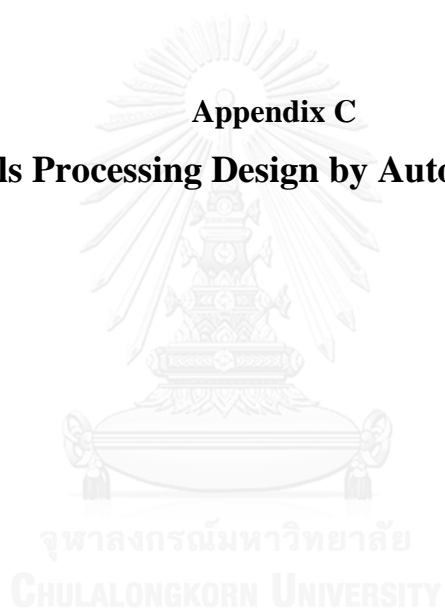 Appendix C
ls Processing Design by Auto
จุฬาลงกรณ์มหาวิทยาลัย
CHULALONGKORN UNIVERSITY